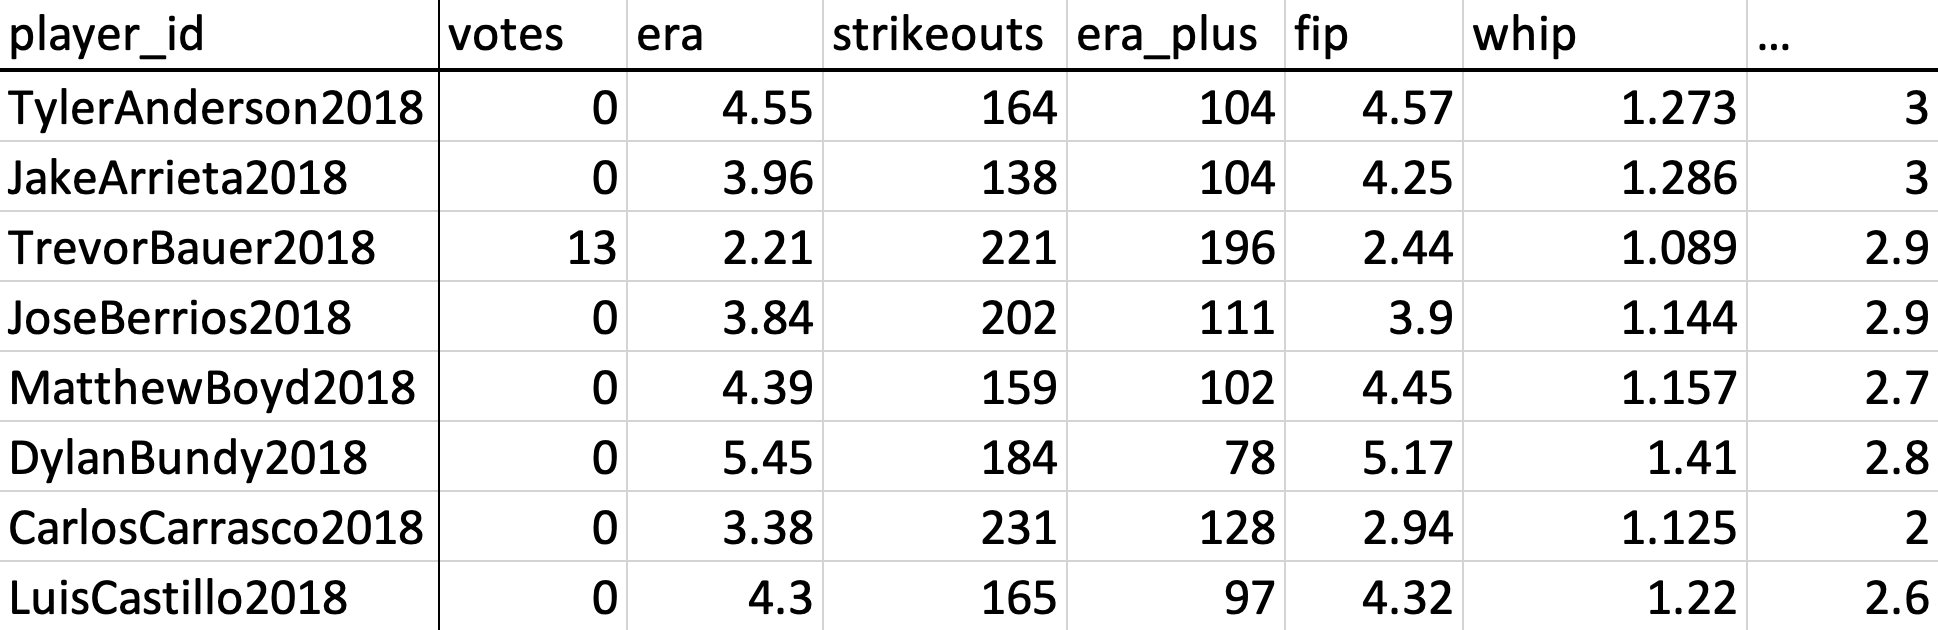 player_id votes era strikeouts era_plus fip whip ...
TylerAnderson2018 0 4.55 164 104 4.57 1.273 3
JakeArrieta2018 0 3.96 138 104 4.25 1.286 3
TrevorBauer2018 13 2.21 221 196 2.44 1.089 2.9
JoseBerrios2018 0 3.84 202 111 3.9 1.144 2.9
MatthewBoyd2018 0 4.39 159 102 4.45 1.157 2.7
DylanBundy2018 0 5.45 184 78 5.17 1.41 2.8
CarlosCarrasco2018 0 3.38 231 128 2.94 1.125 2
LuisCastillo2018 0 4.3 165 97 4.32 1.22 2.6